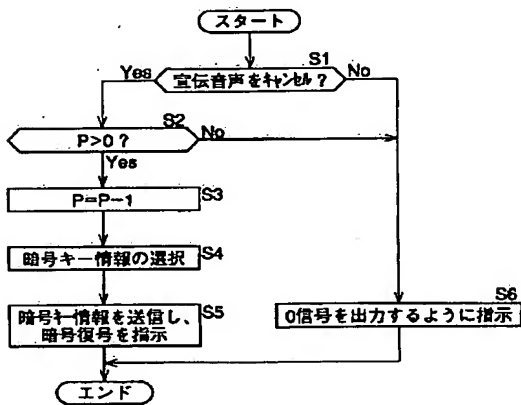 スタート
S1
Yes
宣伝音声をキャンセル？
No
S2
P>0？
No
Yes
P=P-1
S3
暗号キー情報の選択
S4
暗号キー情報を送信し、
暗号復号を指示
S5
S6
0信号を出力するように指示
エンド